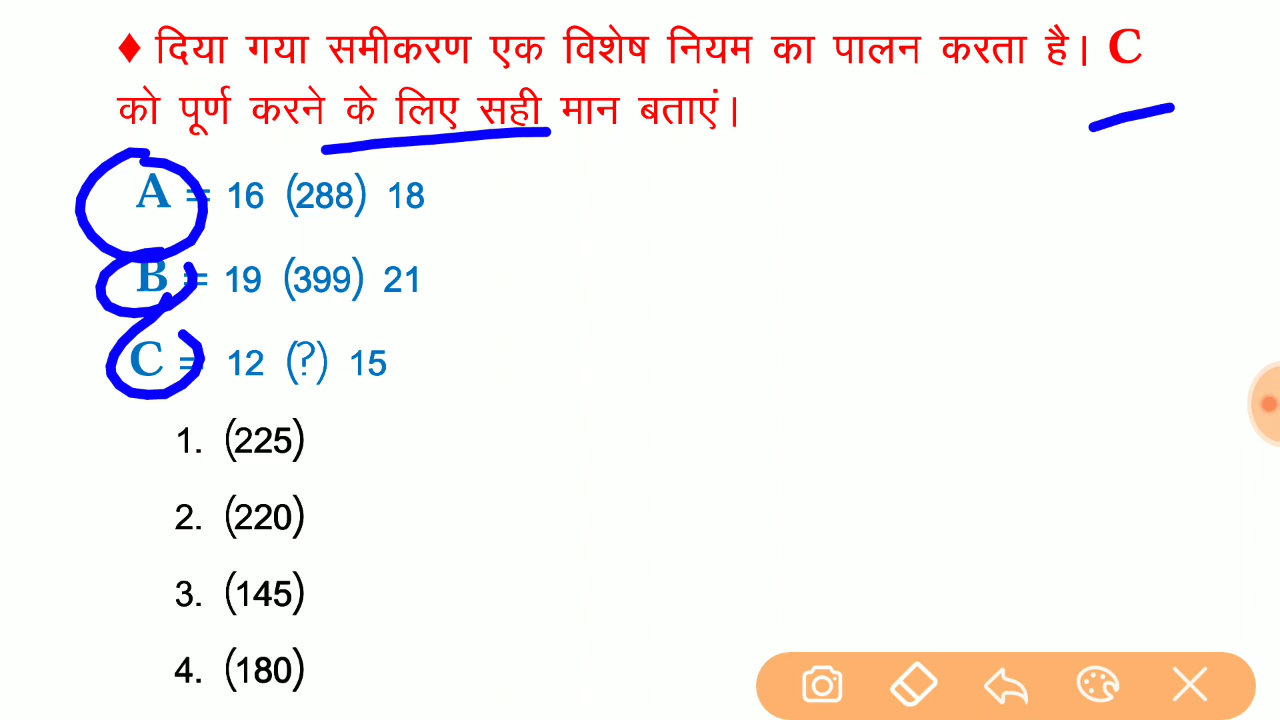 ♦ दिया गया समीकरण एक विशेष नियम का पालन करता है। C
को पूर्ण करने के लिए सही मान बताएं।
A = 16 (288) 18
B = 19 (399) 21
C = 12 (?) 15
1. (225)
2. (220)
3. (145)
4. (180)